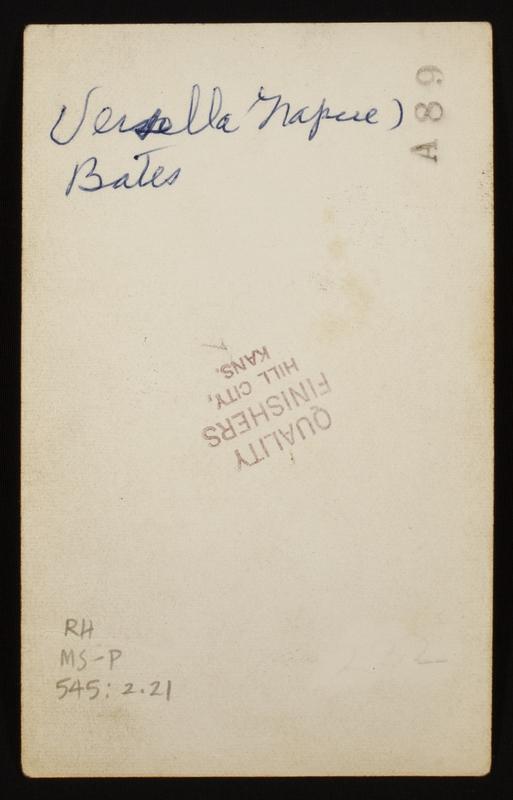 Versella (Napue)
Bates
A89
QUALITY
FINISHERS
HILL CITY,
KANS.
RH
MS-P
545: 2.21